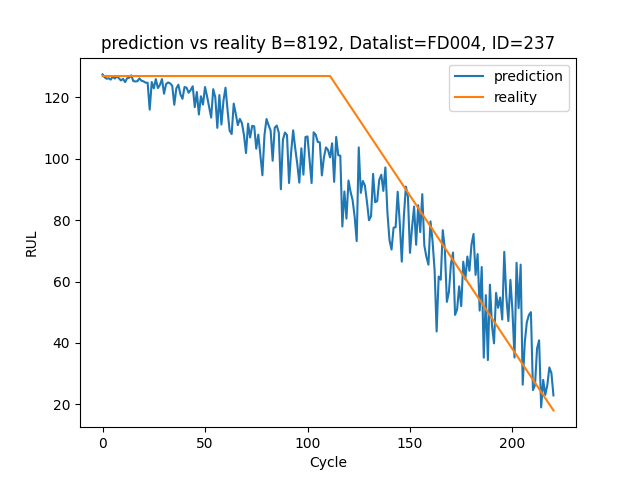 prediction vs reality B=8192, Datalist=FD004, ID=237
prediction
reality
120
100
80
60
40
20
RUL
0
50
100
150
200
Cycle